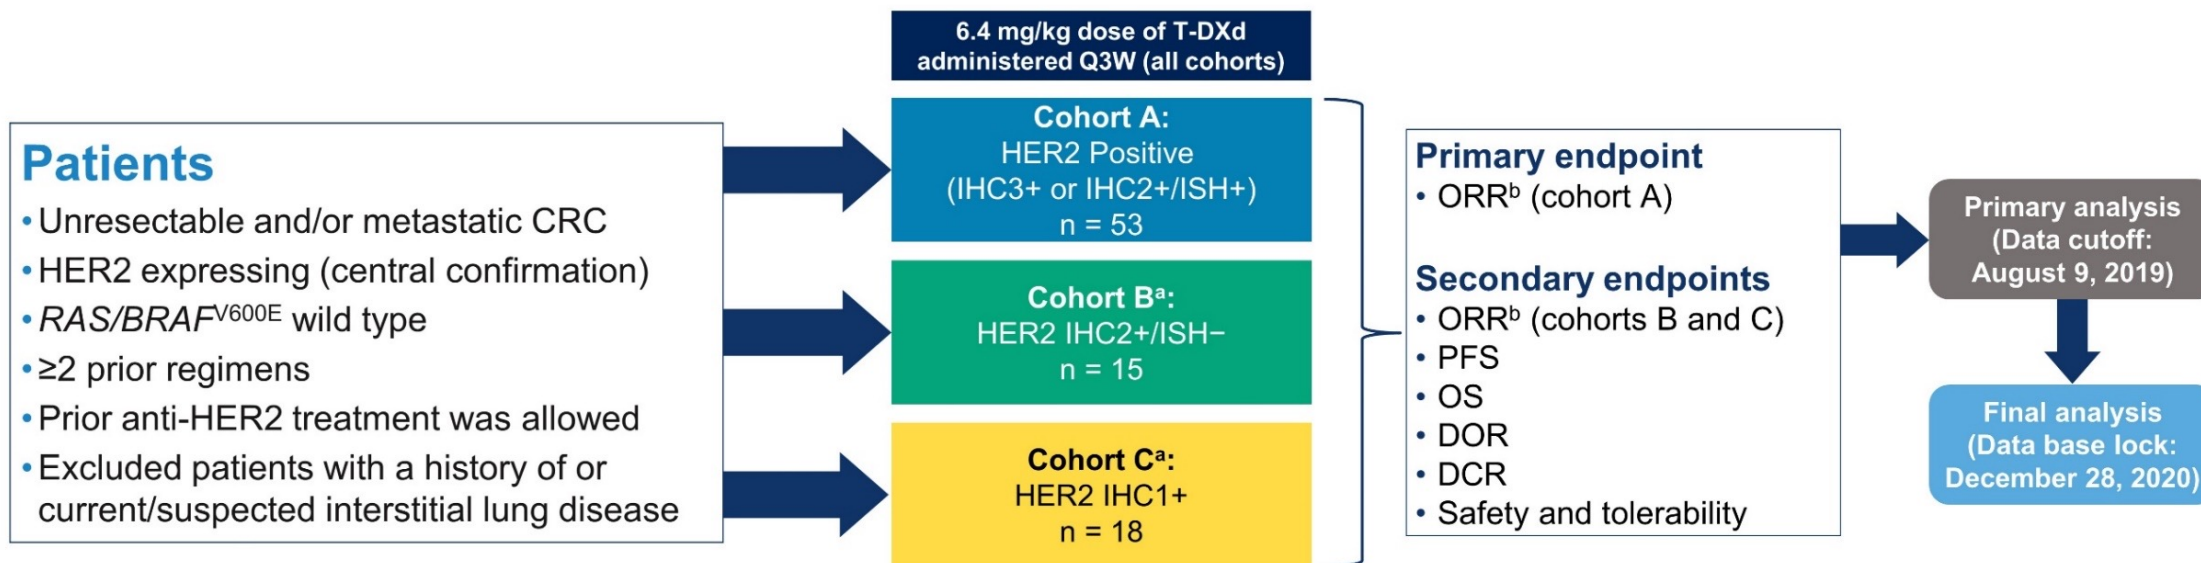 Patients
• Unresectable and/or metastatic CRC
• HER2 expressing (central confirmation)
• RAS/BRAFV600E wild type
• ≥2 prior regimens
• Prior anti-HER2 treatment was allowed
• Excluded patients with a history of or
current/suspected interstitial lung disease
6.4 mg/kg dose of T-DXd
administered Q3W (all cohorts)
Cohort A:
HER2 Positive
(IHC3+ or IHC2+/ISH+)
n = 53
Cohort Bᵃ:
HER2 IHC2+/ISH−
n = 15
Cohort Cᵃ:
HER2 IHC1+
n = 18
Primary endpoint
• ORRᵇ (cohort A)
Secondary endpoints
• ORRᵇ (cohorts B and C)
• PFS
• OS
• DOR
• DCR
• Safety and tolerability
Primary analysis
(Data cutoff:
August 9, 2019)
Final analysis
(Data base lock:
December 28, 2020)